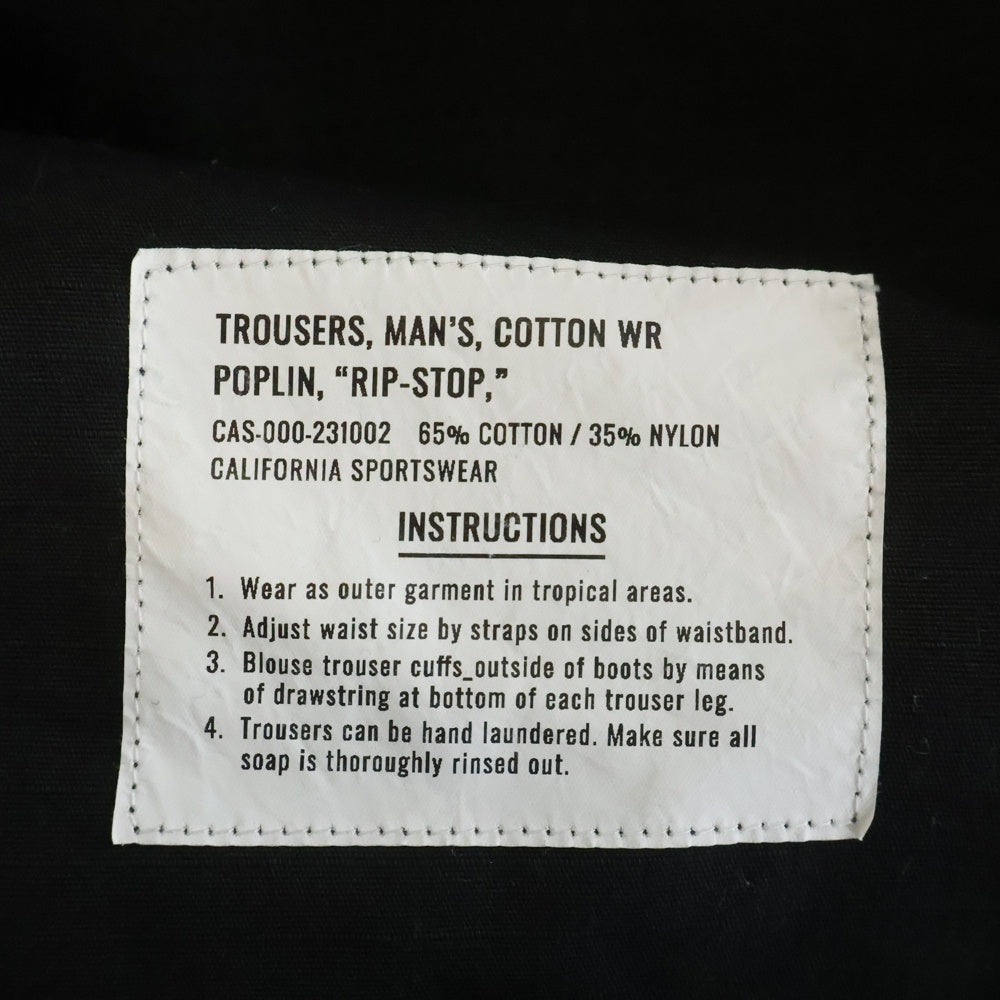 TROUSERS, MAN'S, COTTON WR
POPLIN, “RIP-STOP,”
CAS-000-231002 65% COTTON / 35% NYLON
CALIFORNIA SPORTSWEAR
INSTRUCTIONS
1. Wear as outer garment in tropical areas.
2. Adjust waist size by straps on sides of waistband.
3. Blouse trouser cuffs_outside of boots by means
of drawstring at bottom of each trouser leg.
4. Trousers can be hand laundered. Make sure all
soap is thoroughly rinsed out.